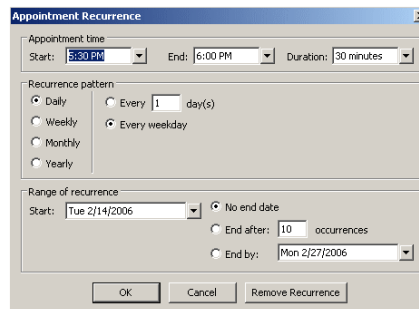 Appointment Recurrence
Appointment time
Start: 5:30 PM End: 6:00 PM Duration: 30 minutes
Recurrence pattern
Daily Every 1 day(s)
Weekly Every weekday
Monthly
Yearly
Range of recurrence
Start: Tue 2/14/2006 No end date
End after: 10 occurrences
End by: Mon 2/27/2006
OK Cancel Remove Recurrence